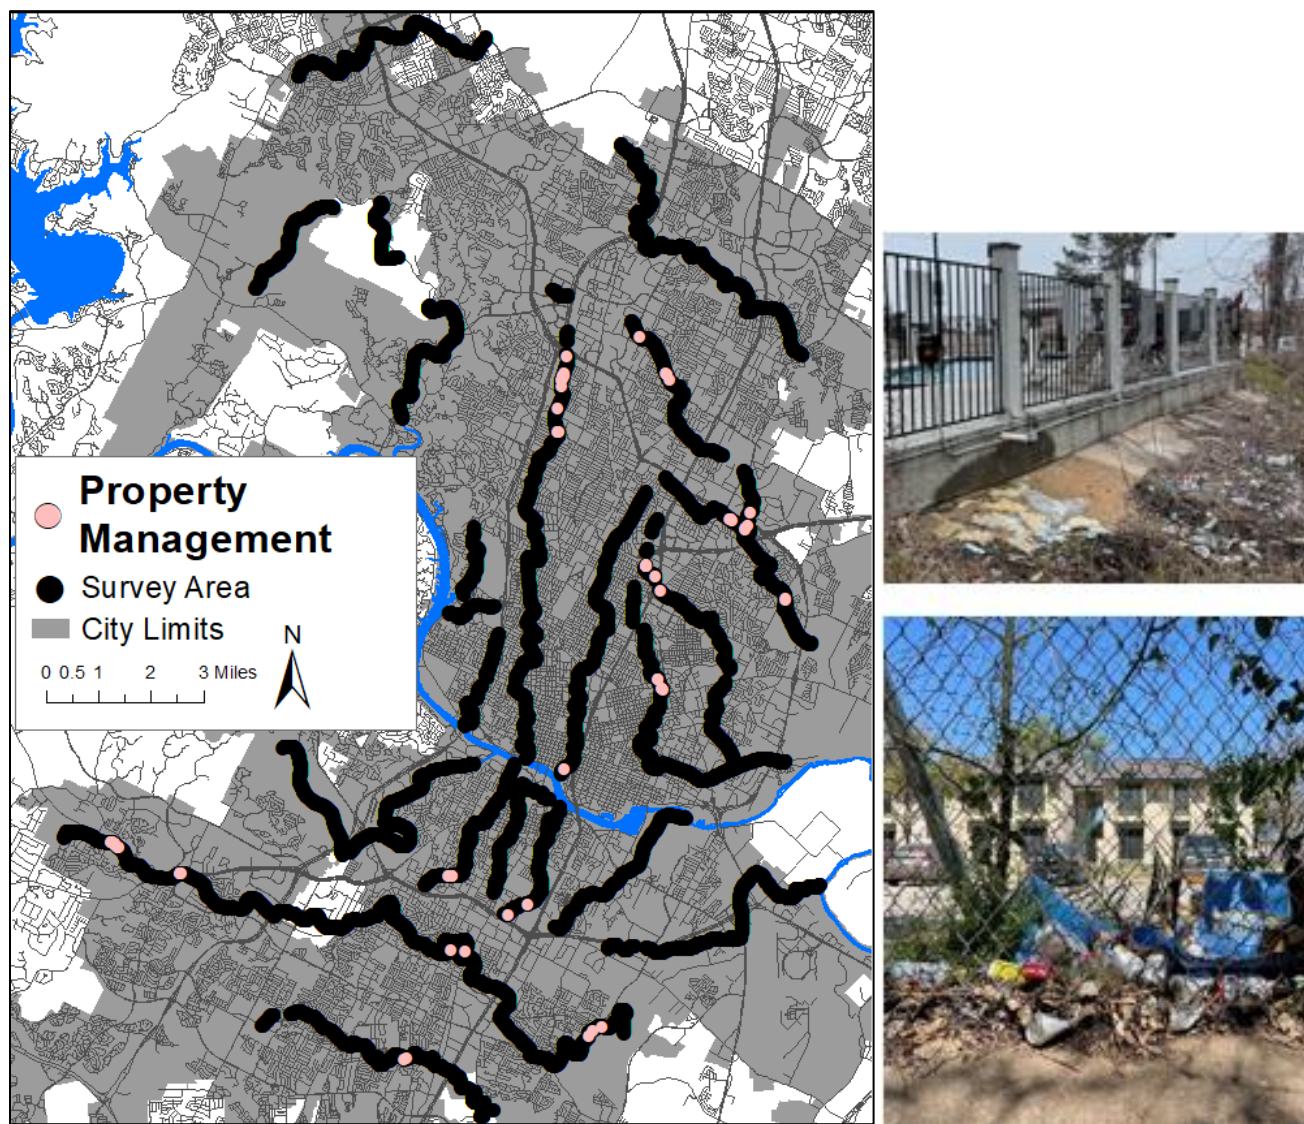 Property
Management
Survey Area
City Limits
N
0 0.5 1 2 3 Miles